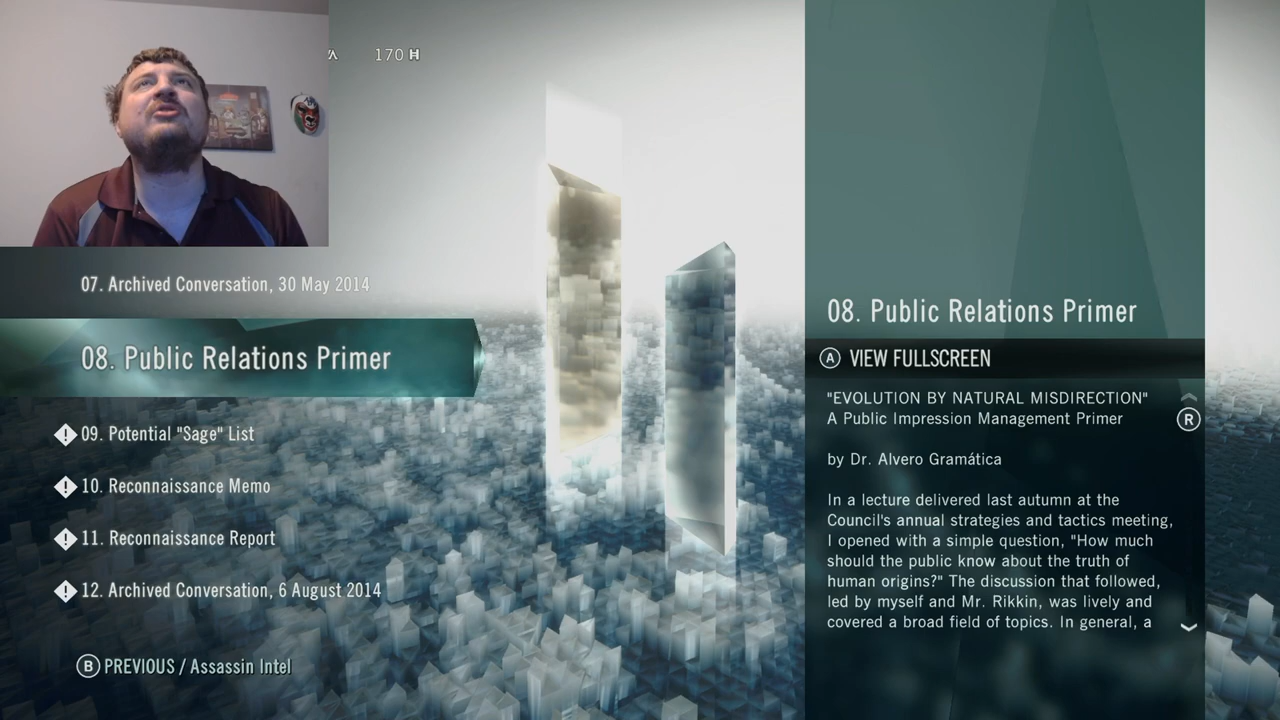 170 H
07. Archived Conversation, 30 May 2014
08. Public Relations Primer
09. Potential "Sage" List
10. Reconnaissance Memo
11. Reconnaissance Report
12. Archived Conversation, 6 August 2014
B PREVIOUS / Assassin Intel
08. Public Relations Primer
A VIEW FULLSCREEN
"EVOLUTION BY NATURAL MISDIRECTION"
A Public Impression Management Primer
R
by Dr. Alvero Gramática
In a lecture delivered last autumn at the
Council's annual strategies and tactics meeting,
I opened with a simple question, "How much
should the public know about the truth of
human origins?" The discussion that followed,
led by myself and Mr. Rikkin, was lively and
covered a broad field of topics. In general, a